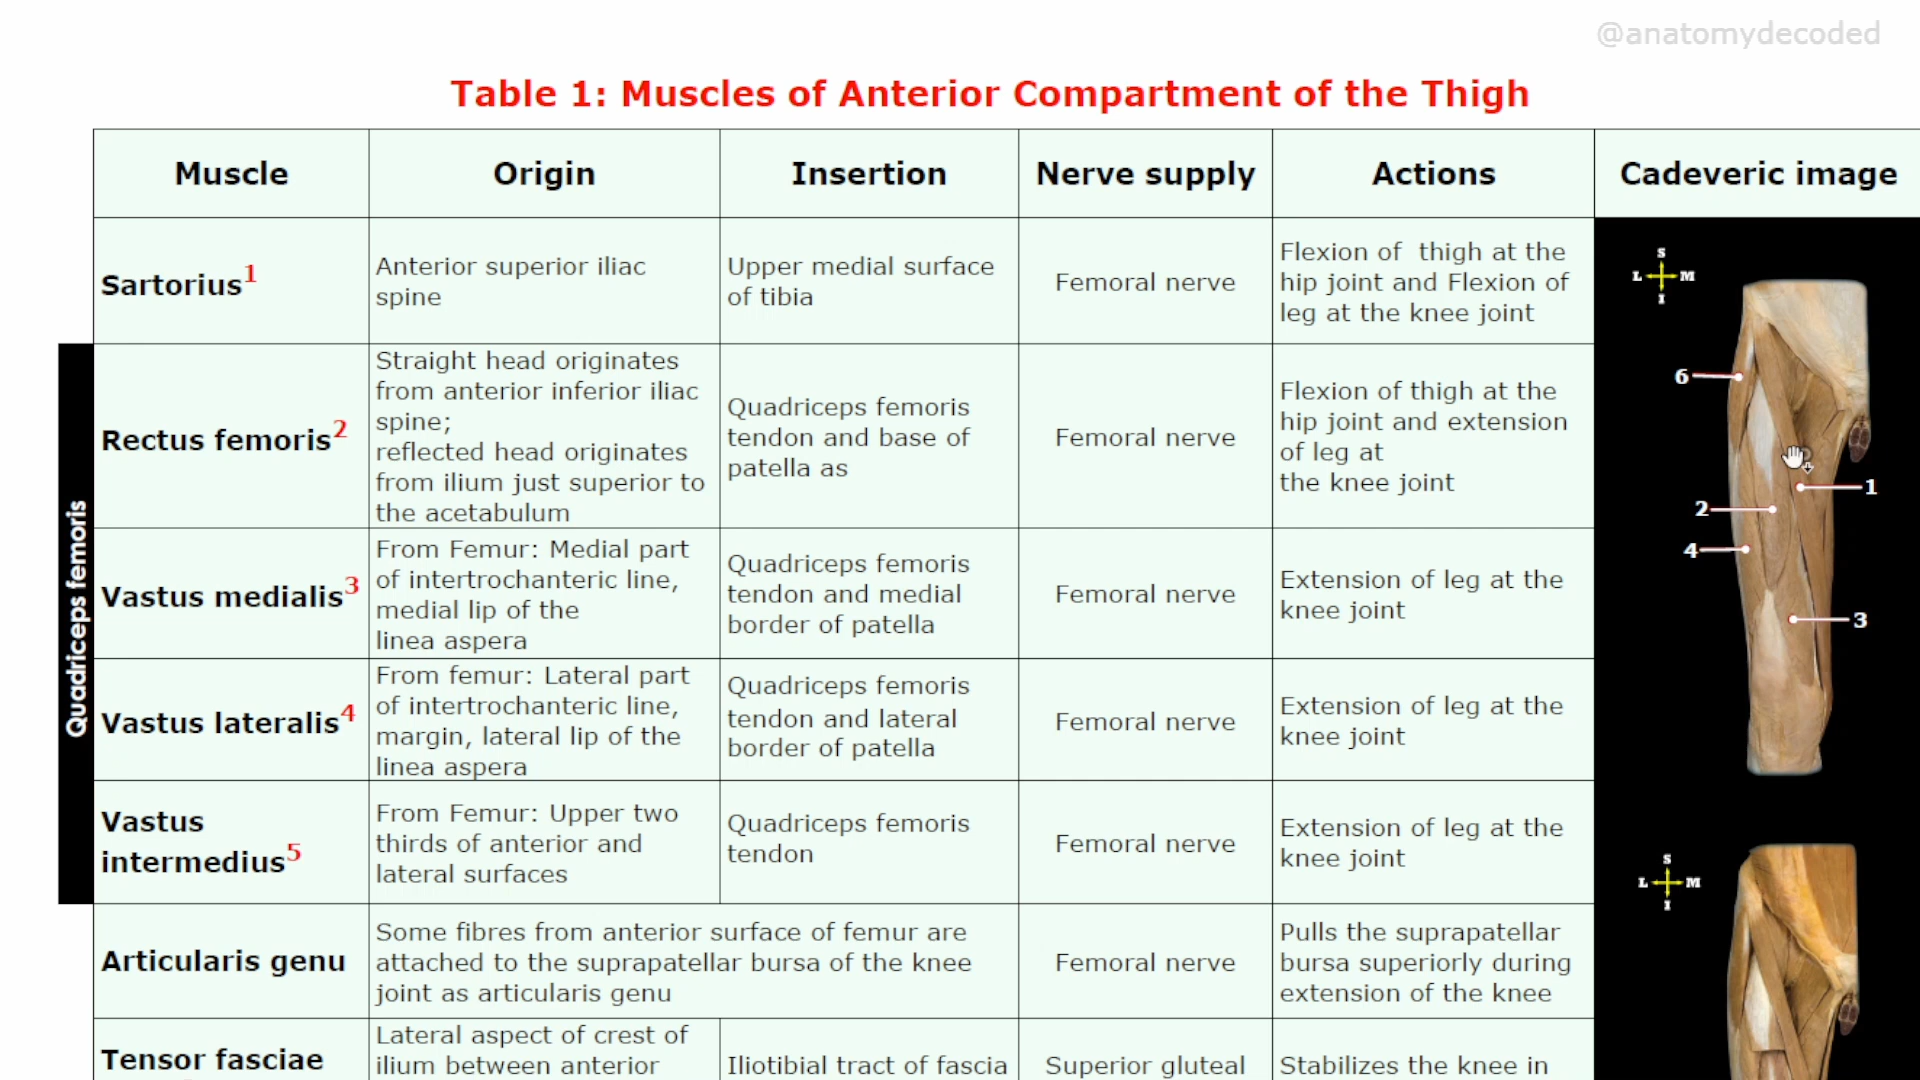 @anatomydecoded
Table 1: Muscles of Anterior Compartment of the Thigh
Muscle
Origin
Insertion
Nerve supply
Actions
Cadeveric image
Sartorius1
Anterior superior iliac
spine
Upper medial surface
of tibia
Femoral nerve
Flexion of thigh at the
hip joint and Flexion of
leg at the knee joint
Quadriceps femoris
Rectus femoris2
Straight head originates
from anterior inferior iliac
spine;
reflected head originates
from ilium just superior to
the acetabulum
Quadriceps femoris
tendon and base of
patella as
Femoral nerve
Flexion of thigh at the
hip joint and extension
of leg at
the knee joint
Vastus medialis3
From Femur: Medial part
of intertrochanteric line,
medial lip of the
linea aspera
Quadriceps femoris
tendon and medial
border of patella
Femoral nerve
Extension of leg at the
knee joint
Vastus lateralis4
From femur: Lateral part
of intertrochanteric line,
margin, lateral lip of the
linea aspera
Quadriceps femoris
tendon and lateral
border of patella
Femoral nerve
Extension of leg at the
knee joint
Vastus
intermedius5
From Femur: Upper two
thirds of anterior and
lateral surfaces
Quadriceps femoris
tendon
Femoral nerve
Extension of leg at the
knee joint
Articularis genu
Some fibres from anterior surface of femur are
attached to the suprapatellar bursa of the knee
joint as articularis genu
Femoral nerve
Pulls the suprapatellar
bursa superiorly during
extension of the knee
Tensor fasciae
Lateral aspect of crest of
ilium between anterior
Iliotibial tract of fascia
Superior gluteal
Stabilizes the knee in
S
L M
I
6
1
2
4
3
S
L M
I